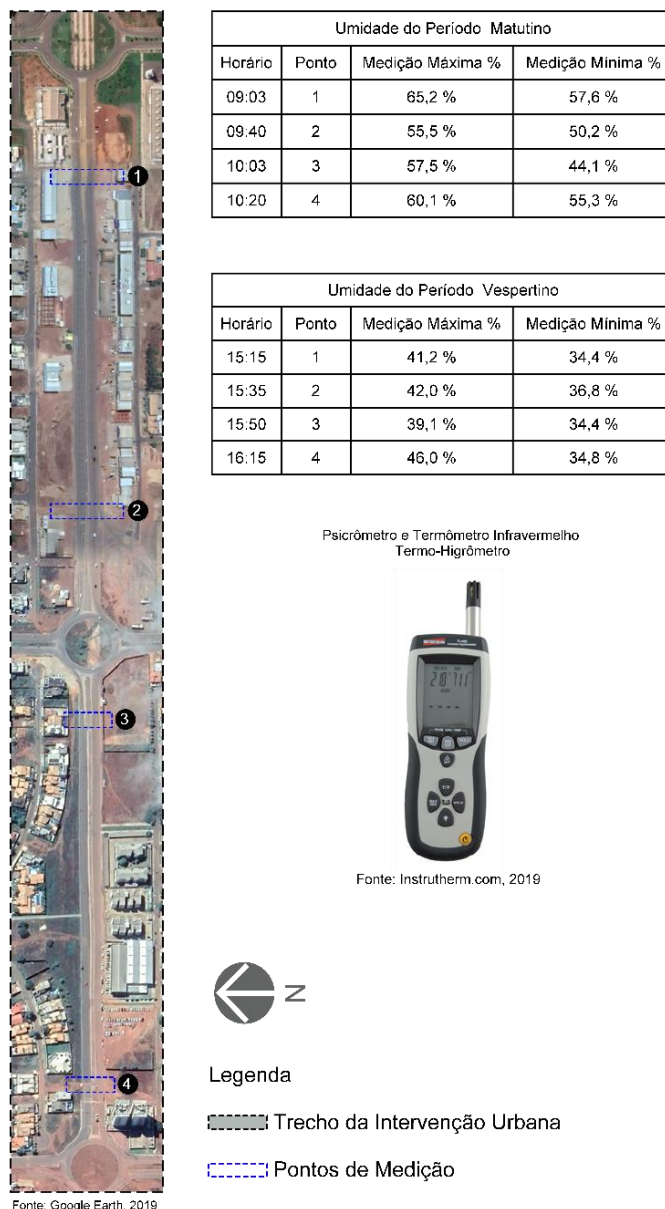 Umidade do Período Matutino
Horário Ponto Medição Máxima % Medição Mínima %
09:03 1 65,2 % 57,6 %
09:40 2 55,5 % 50,2 %
10:03 3 57,5 % 44,1 %
10:20 4 60,1 % 55,3 %
Umidade do Período Vespertino
Horário Ponto Medição Máxima % Medição Mínima %
15:15 1 41,2 % 34,4 %
15:35 2 42,0 % 36,8 %
15:50 3 39,1 % 34,4 %
16:15 4 46,0 % 34,8 %
1
2
3
4
Psicrômetro e Termômetro Infravermelho
Termo-Higrômetro
Fonte: Instrutherm.com, 2019
N
Legenda
Trecho da Intervenção Urbana
Pontos de Medição
Fonte: Google Earth, 2019